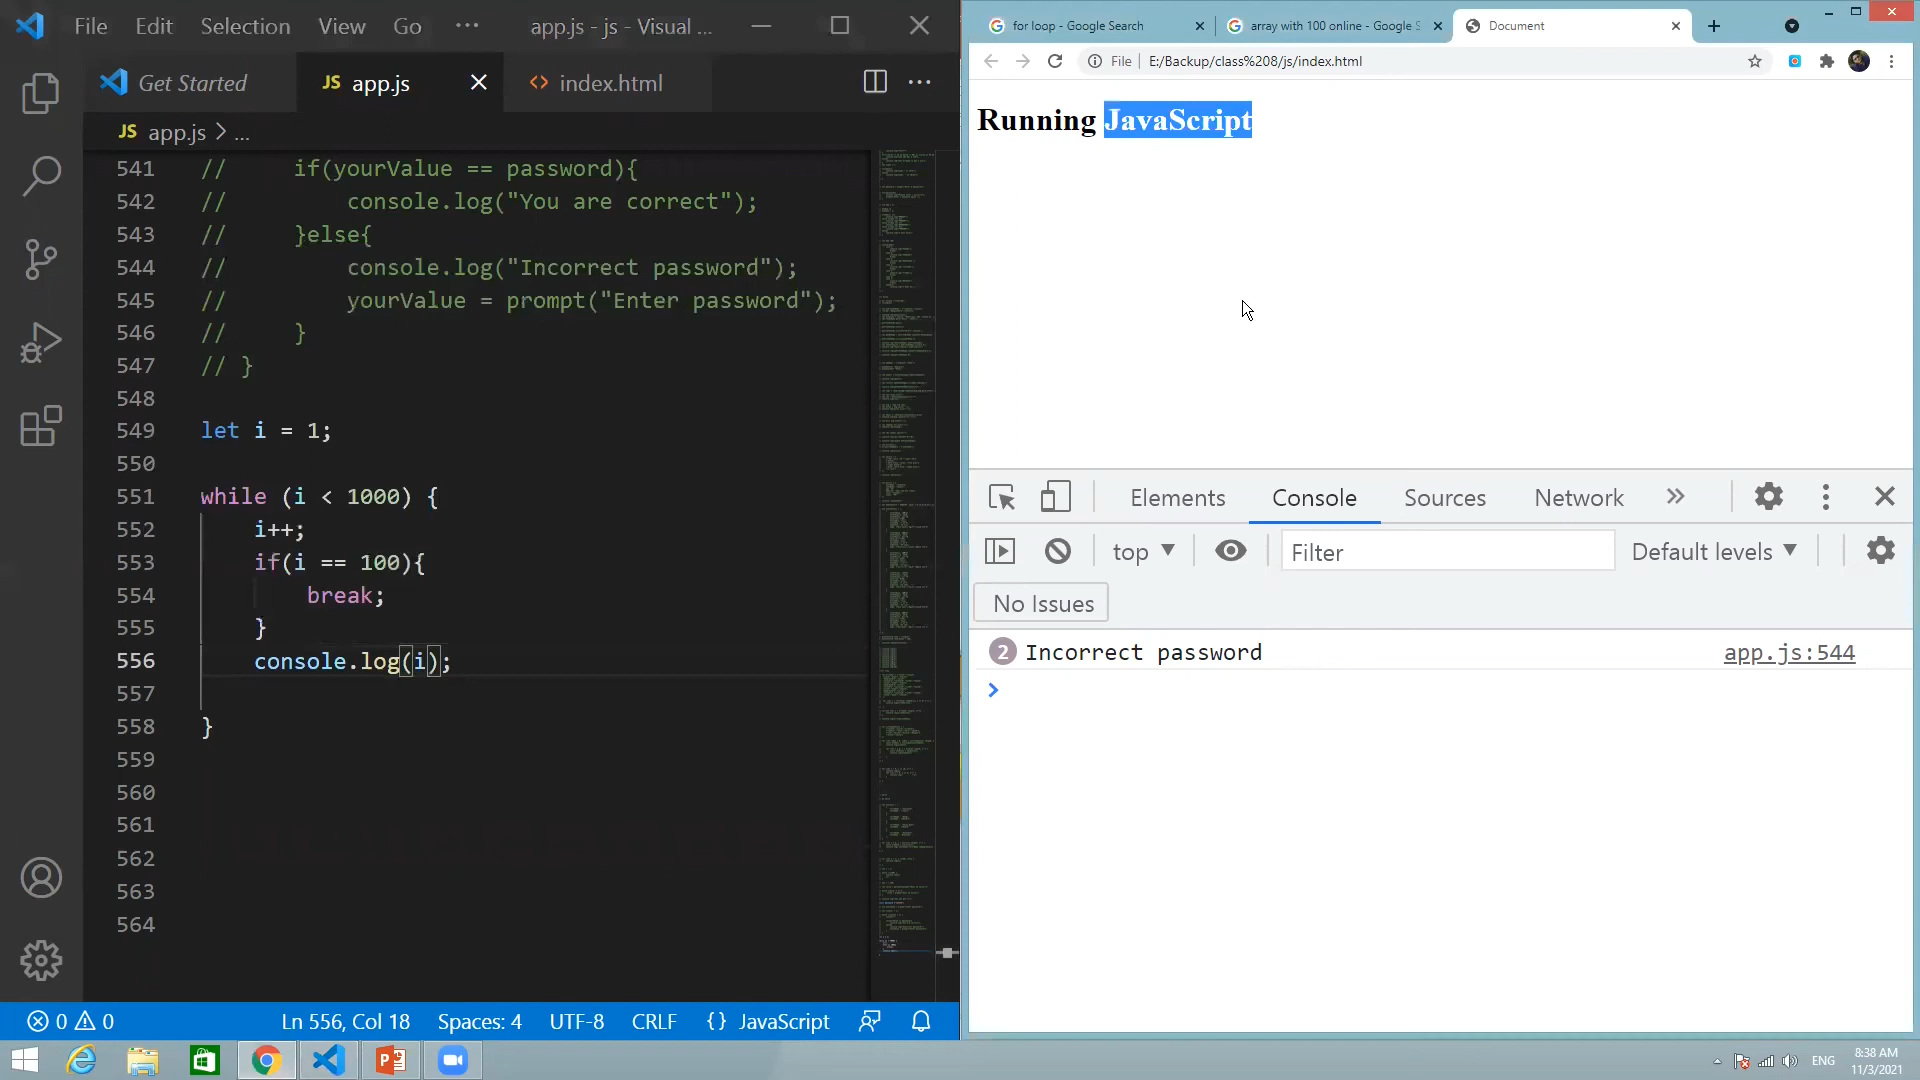 File Edit Selection View Go ··· app.js - js - Visual ...
Get Started JS app.js index.html
JS app.js > ...
541 // if(yourValue == password){
542 // console.log("You are correct");
543 // }else{
544 // console.log("Incorrect password");
545 // yourValue = prompt("Enter password");
546 // }
547 // }
548
549 let i = 1;
550
551 while (i < 1000) {
552 i++;
553 if(i == 100){
554 break;
555 }
556 console.log(i);
557
558 }
559
560
561
562
563
564
0 0 Ln 556, Col 18 Spaces: 4 UTF-8 CRLF {} JavaScript
for loop - Google Search array with 100 online - Google S Document
File E:/Backup/class%208/js/index.html
Running JavaScript
Elements Console Sources Network »
top Filter Default levels
No Issues
2 Incorrect password app.js:544
>
ENG 8:38 AM
11/3/2021